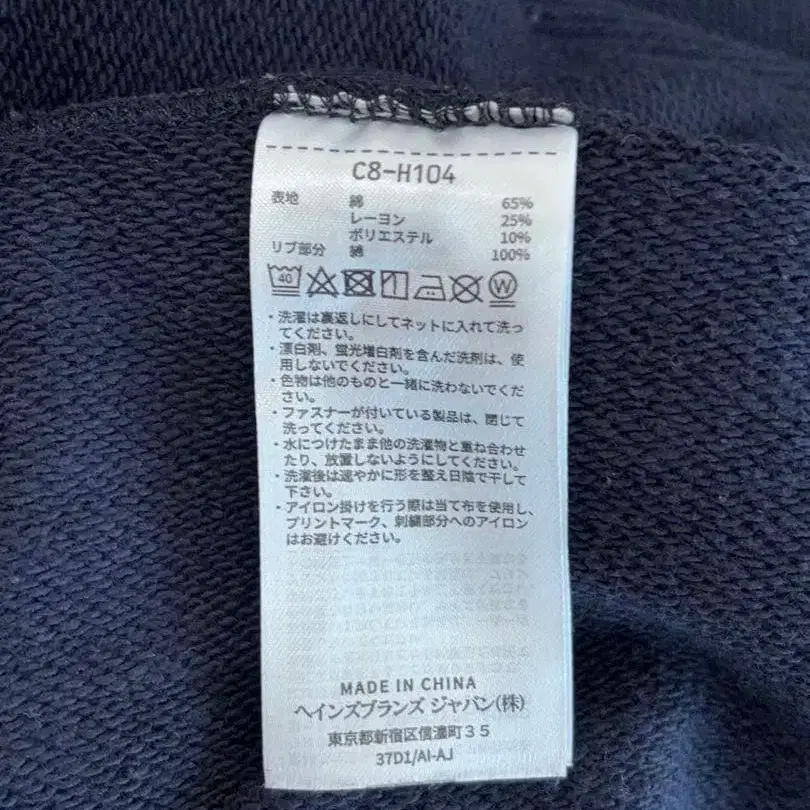 C8-H104
表地 綿 65%
レーヨン 25%
ポリエステル 10%
リブ部分 綿 100%
40 W
・洗濯は裏返しにしてネットに入れて洗っ
てください。
・漂白剤、蛍光増白剤を含んだ洗剤は、使
用しないでください。
・色物は他のものと一緒に洗わないでくだ
さい。
・ファスナーが付いている製品は、閉じて
洗ってください。
・水につけたまま他の洗濯物と重ね合わせ
たり、放置しないようにしてください。
・洗濯後は速やかに形を整え日陰で干して
下さい。
・アイロン掛けを行う際は当て布を使用し、
プリントマーク、刺繍部分へのアイロン
はお避けください。
MADE IN CHINA
ヘインズブランズ ジャパン(株)
東京都新宿区信濃町35
37D1/AI-AJ